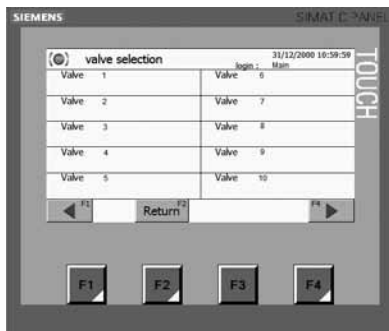 SIEMENS
SIMATIC PANEL
TOUCH
valve selection
31/12/2000 10:59:59
login : Main
Valve 1
Valve 6
Valve 2
Valve 7
Valve 3
Valve 8
Valve 4
Valve 9
Valve 5
Valve 10
F1
Return F2
F4
F1
F2
F3
F4